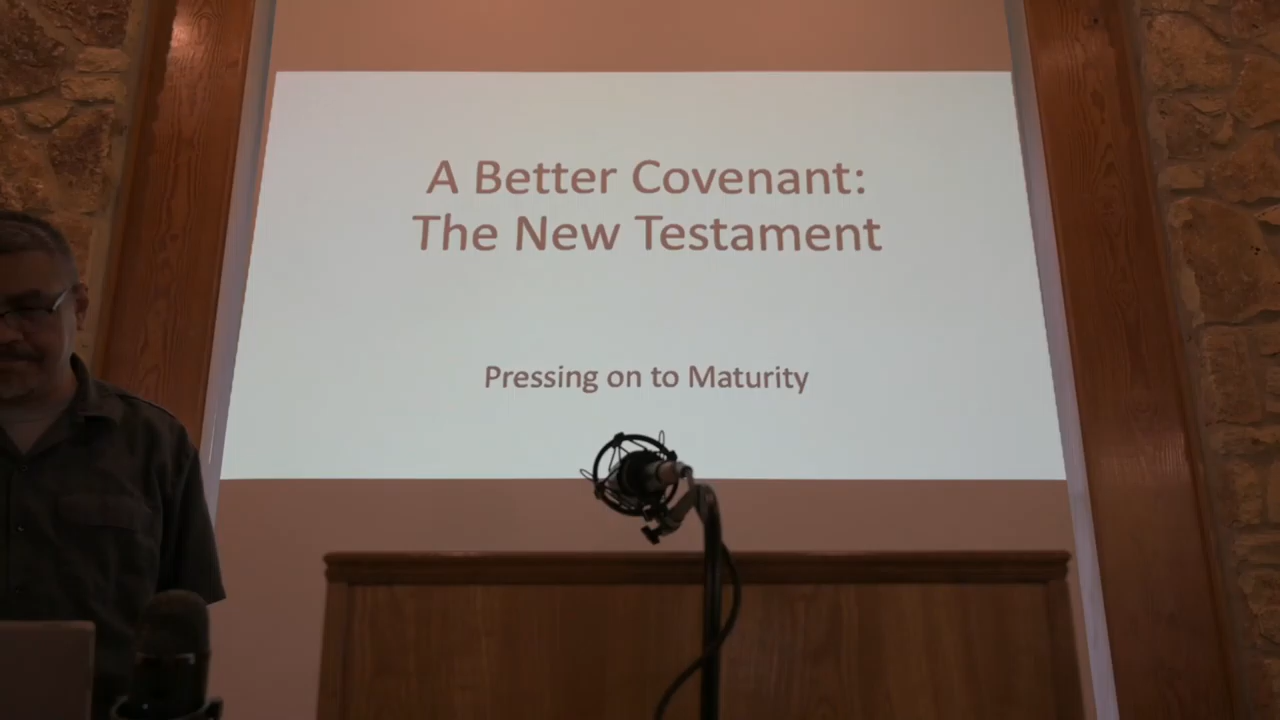 A Better Covenant:
The New Testament
Pressing on to Maturity